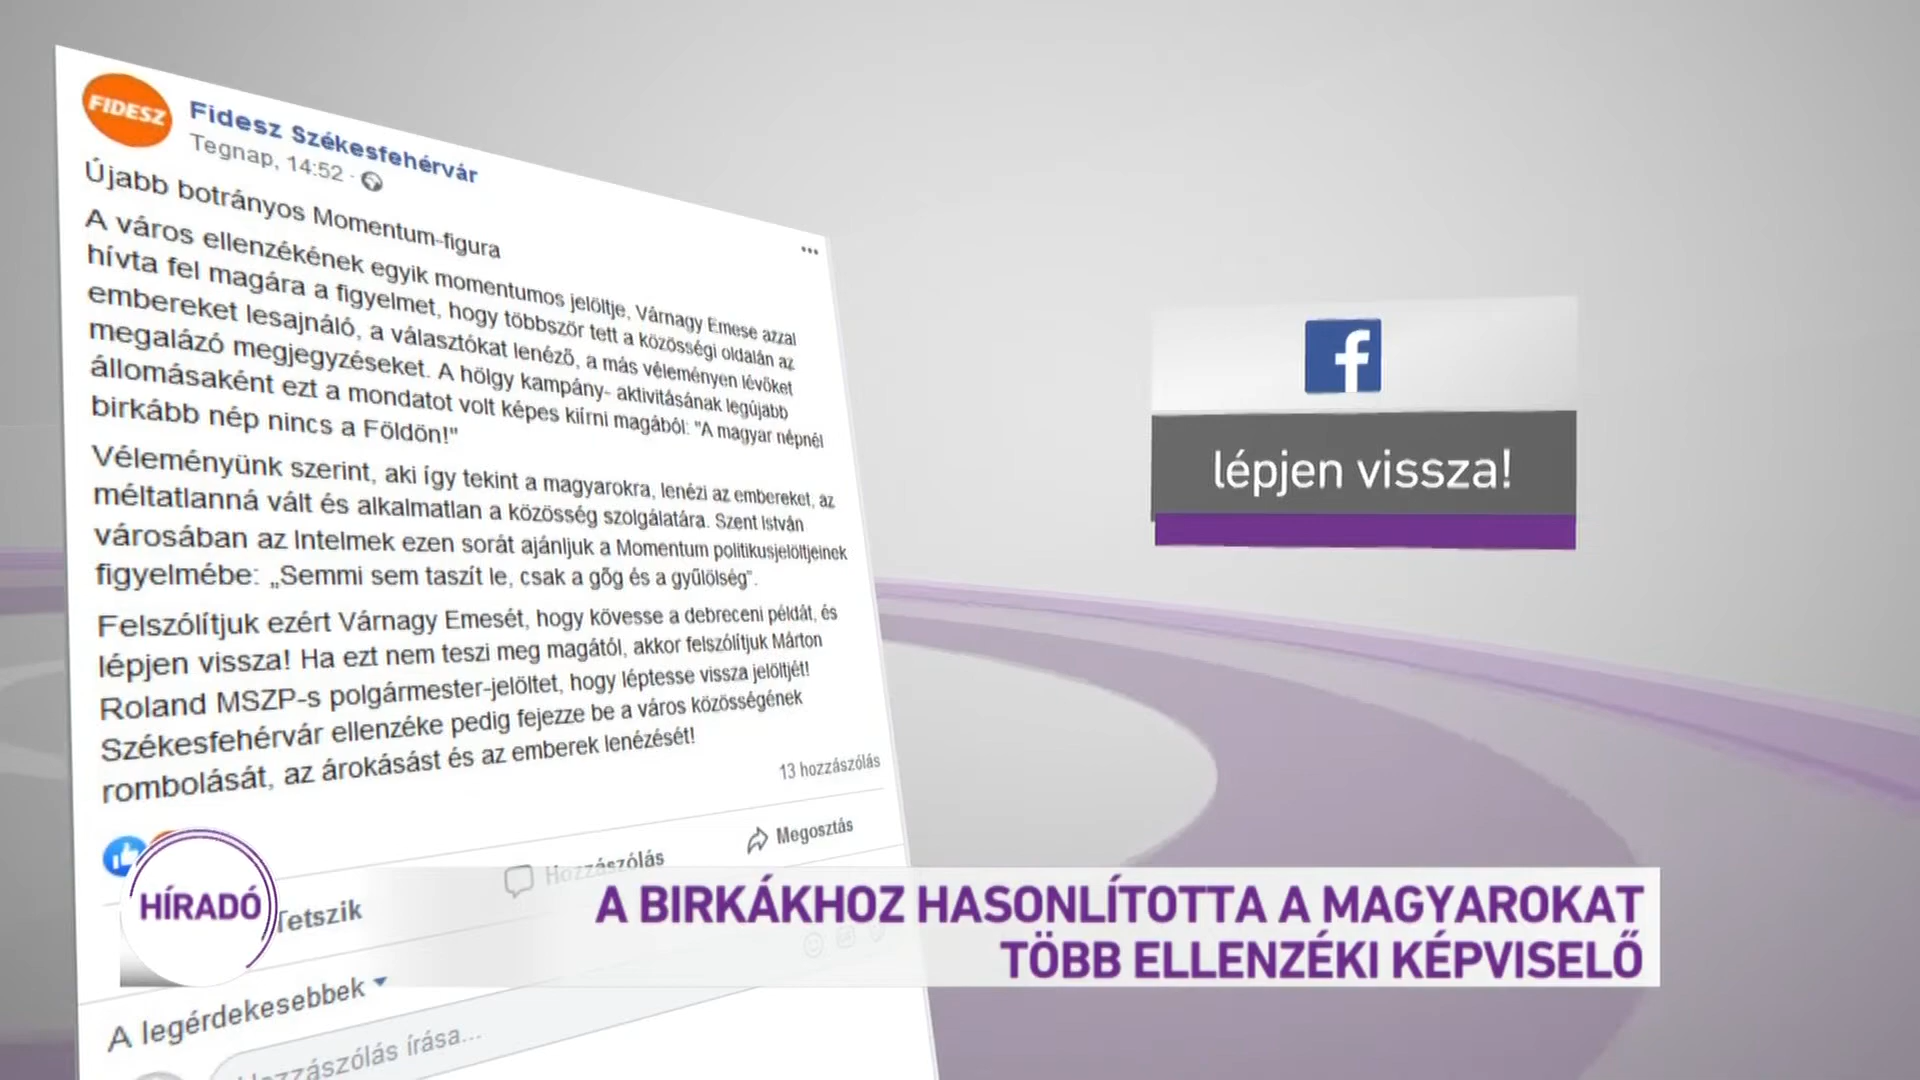 FIDESZ
Fidesz Székesfehérvár
Tegnap, 14:52 ·
Újabb botrányos Momentum-figura
A város ellenzékének egyik momentumos jelöltje, Várnagy Emese azzal
hívta fel magára a figyelmet, hogy többször tett a közösségi oldalán az
embereket lesajnáló, a választókat lenéző, a más véleményen lévőket
megalázó megjegyzéseket. A hölgy kampány- aktivitásának legújabb
állomásaként ezt a mondatot volt képes kiírni magából: "A magyar népnél
birkább nép nincs a Földön!"
Véleményünk szerint, aki így tekint a magyarokra, lenézi az embereket, az
méltatlanná vált és alkalmatlan a közösség szolgálatára. Szent István
városában az Intelmek ezen sorát ajánljuk a Momentum politikusjelöltjeinek
figyelmébe: „Semmi sem taszít le, csak a gőg és a gyűlölség”.
Felszólítjuk ezért Várnagy Emesét, hogy kövesse a debreceni példát, és
lépjen vissza! Ha ezt nem teszi meg magától, akkor felszólítjuk Márton
Roland MSZP-s polgármester-jelöltet, hogy léptesse vissza jelöltjét!
Székesfehérvár ellenzéke pedig fejezze be a város közösségének
rombolását, az árokásást és az emberek lenézését!
13 hozzászólás
Tetszik
Hozzászólás
Megosztás
A legérdekesebbek
Hozzászólás írása...
f
lépjen vissza!
HÍRADÓ
A BIRKÁKHOZ HASONLÍTOTTA A MAGYAROKAT
TÖBB ELLENZÉKI KÉPVISELŐ